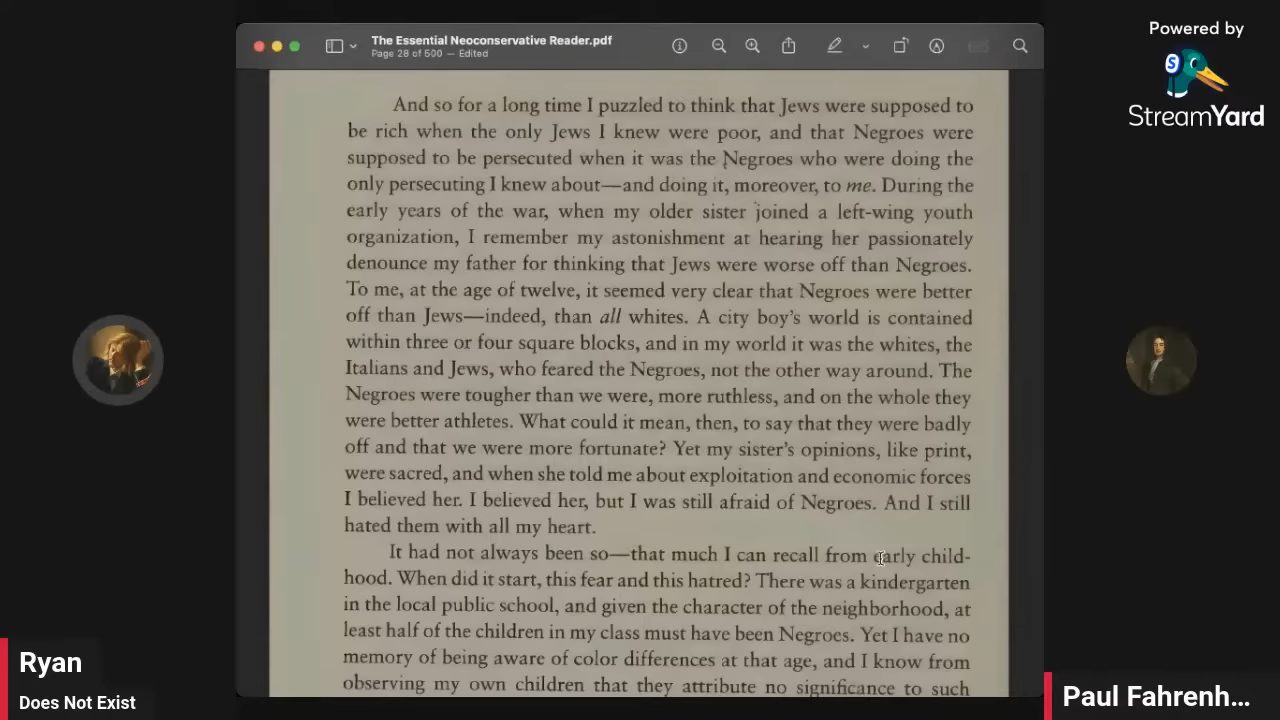 The Essential Neoconservative Reader.pdf
Page 28 of 500 — Edited
Powered by
StreamYard
And so for a long time I puzzled to think that Jews were supposed to
be rich when the only Jews I knew were poor, and that Negroes were
supposed to be persecuted when it was the Negroes who were doing the
only persecuting I knew about—and doing it, moreover, to me. During the
early years of the war, when my older sister joined a left-wing youth
organization, I remember my astonishment at hearing her passionately
denounce my father for thinking that Jews were worse off than Negroes.
To me, at the age of twelve, it seemed very clear that Negroes were better
off than Jews—indeed, than all whites. A city boy's world is contained
within three or four square blocks, and in my world it was the whites, the
Italians and Jews, who feared the Negroes, not the other way around. The
Negroes were tougher than we were, more ruthless, and on the whole they
were better athletes. What could it mean, then, to say that they were badly
off and that we were more fortunate? Yet my sister's opinions, like print,
were sacred, and when she told me about exploitation and economic forces
I believed her. I believed her, but I was still afraid of Negroes. And I still
hated them with all my heart.
It had not always been so—that much I can recall from early child-
hood. When did it start, this fear and this hatred? There was a kindergarten
in the local public school, and given the character of the neighborhood, at
least half of the children in my class must have been Negroes. Yet I have no
memory of being aware of color differences at that age, and I know from
observing my own children that they attribute no significance to such
Ryan
Does Not Exist
Paul Fahrenh...